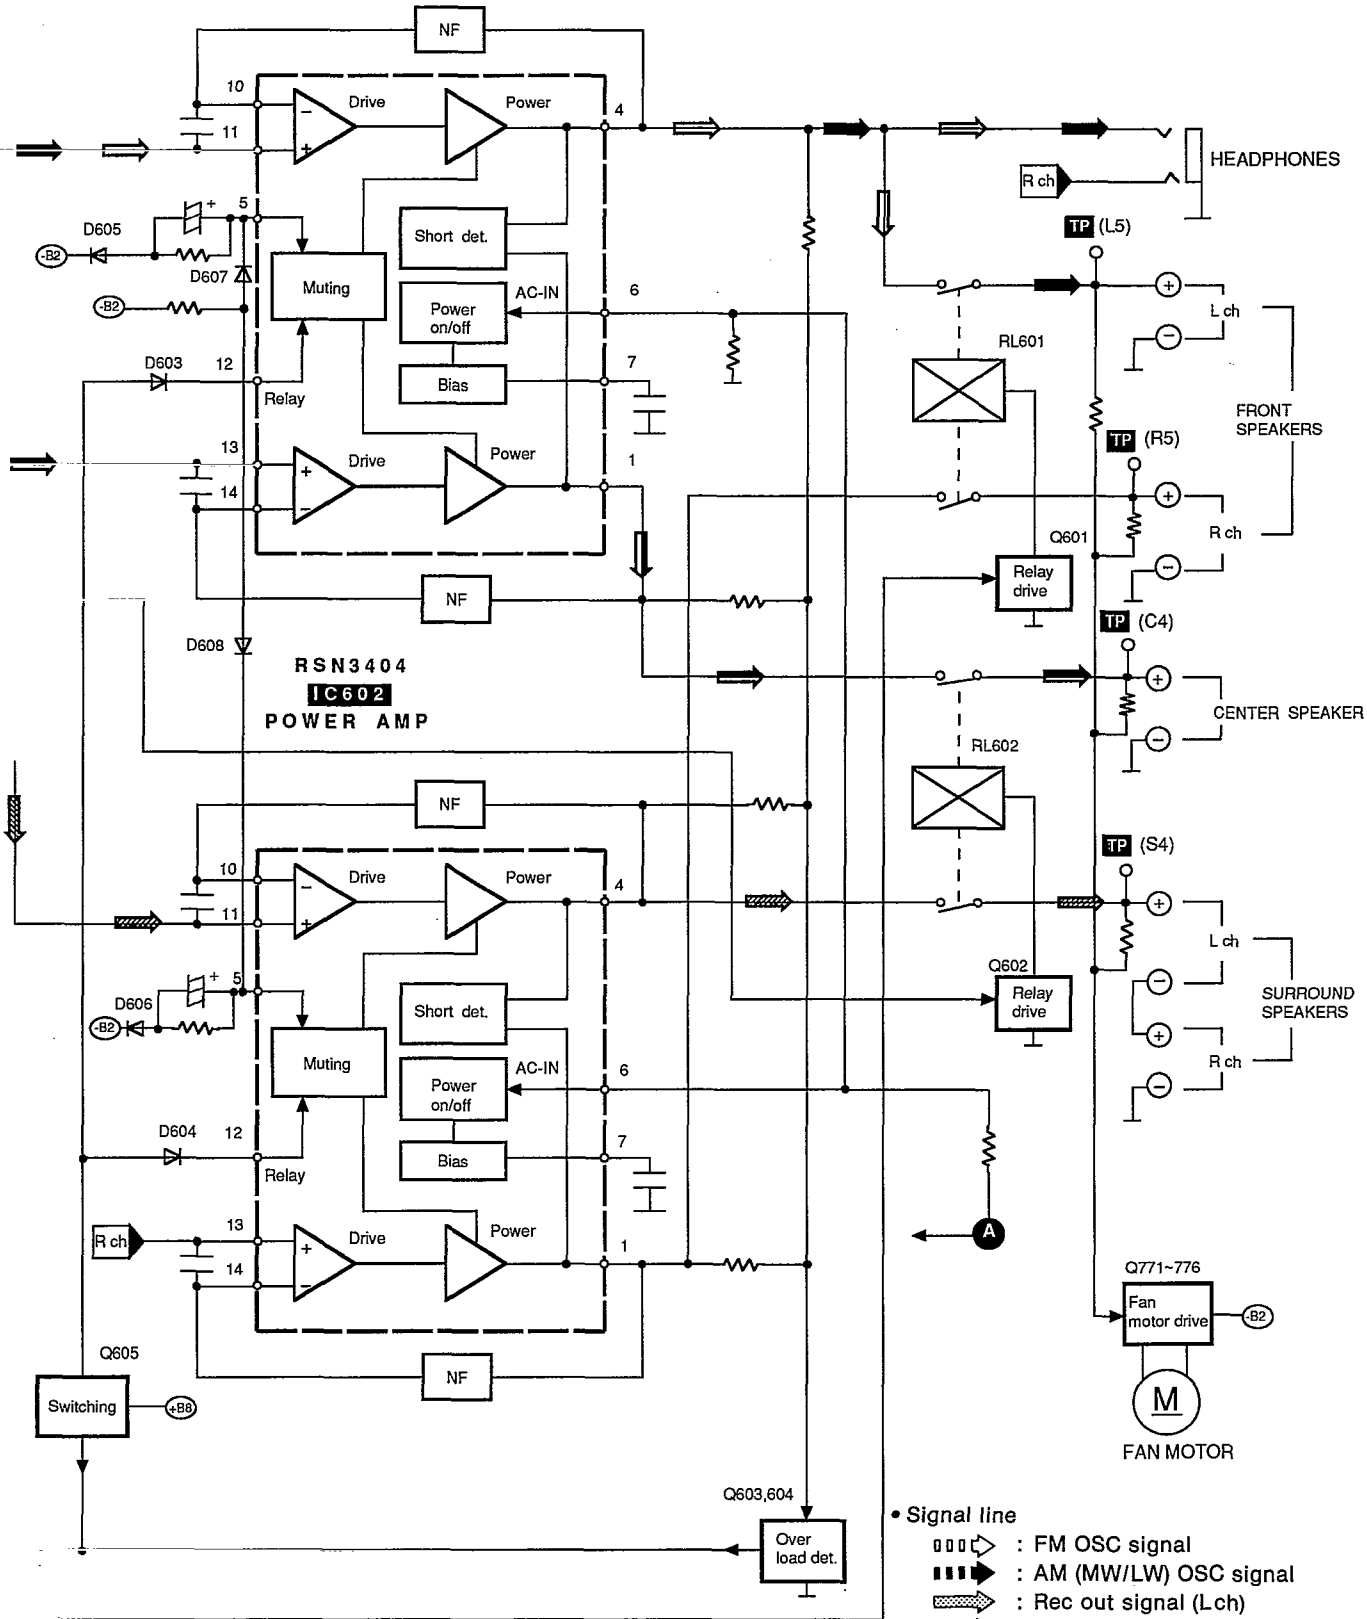 NF
10
Drive
Power
4
11
HEADPHONES
R ch
TP (L5)
5
+
D605
-B2
D607
Short det.
Muting
AC-IN
6
Power
on/off
-B2
L ch
RL601
D603
12
7
Bias
Relay
FRONT
SPEAKERS
TP (R5)
13
Drive
Power
1
14
R ch
Q601
Relay
drive
NF
TP (C4)
D608
RSN3404
IC602
POWER AMP
CENTER SPEAKER
RL602
NF
TP (S4)
10
Drive
Power
4
11
L ch
Q602
Relay
drive
SURROUND
SPEAKERS
5
+
D606
-B2
Short det.
Muting
AC-IN
6
Power
on/off
R ch
D604
12
7
Bias
Relay
R ch
13
Drive
Power
1
14
A
Q771~776
Fan
motor drive
-B2
Q605
NF
Switching
+B8
M
FAN MOTOR
Q603,604
Over
load det.
• Signal line
: FM OSC signal
: AM (MW/LW) OSC signal
: Rec out signal (Lch)